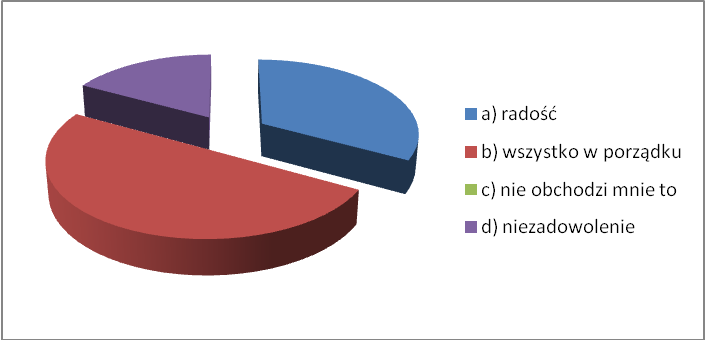 a) radość
b) wszystko w porządku
c) nie obchodzi mnie to
d) niezadowolenie